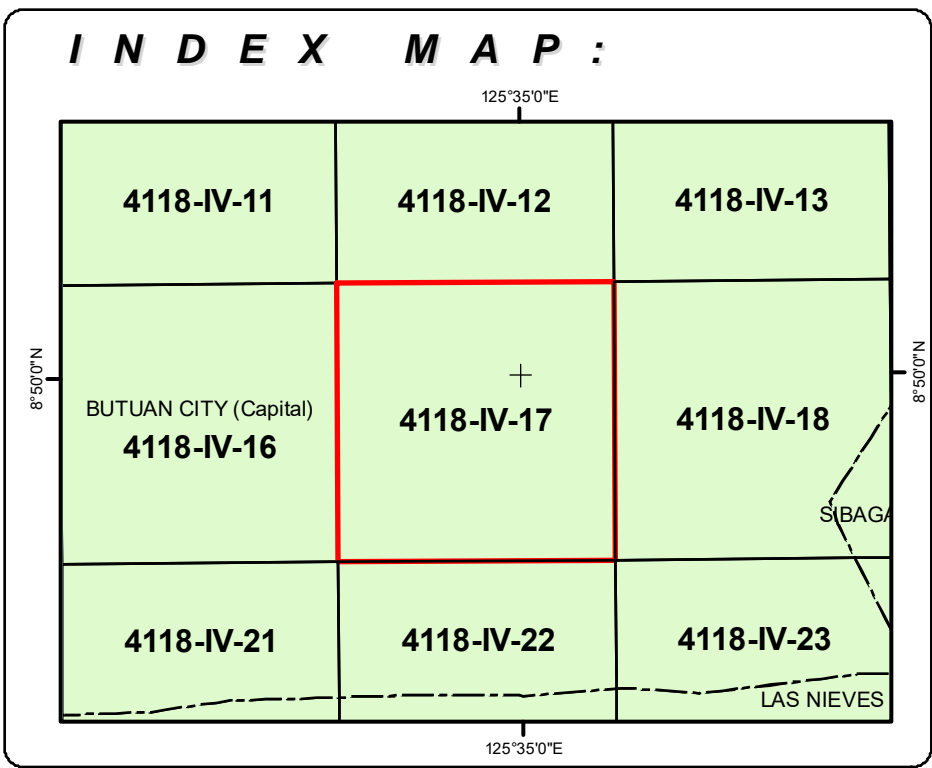 I N D E X M A P :
125°35'0"E
4118-IV-11
4118-IV-12
4118-IV-13
8°50'0"N
8°50'0"N
BUTUAN CITY (Capital)
4118-IV-16
4118-IV-17
4118-IV-18
SIBAGA
4118-IV-21
4118-IV-22
4118-IV-23
LAS NIEVES
125°35'0"E